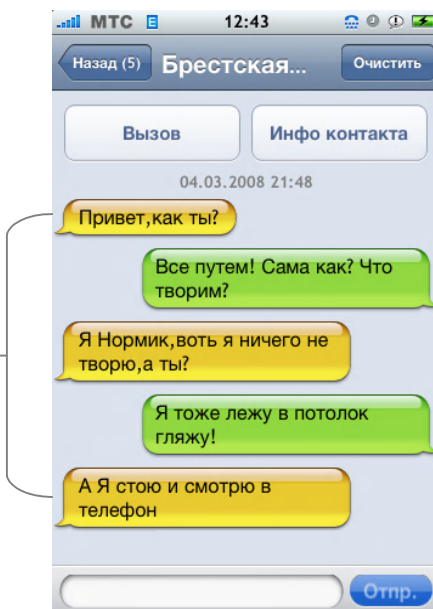 МТС E 12:43
Назад (5) Брестская... Очистить
Вызов Инфо контакта
04.03.2008 21:48
Привет,как ты?
Все путем! Сама как? Что
творим?
Я Нормик,воть я ничего не
творю,а ты?
Я тоже лежу в потолок
гляжу!
А Я стою и смотрю в
телефон
Отпр.